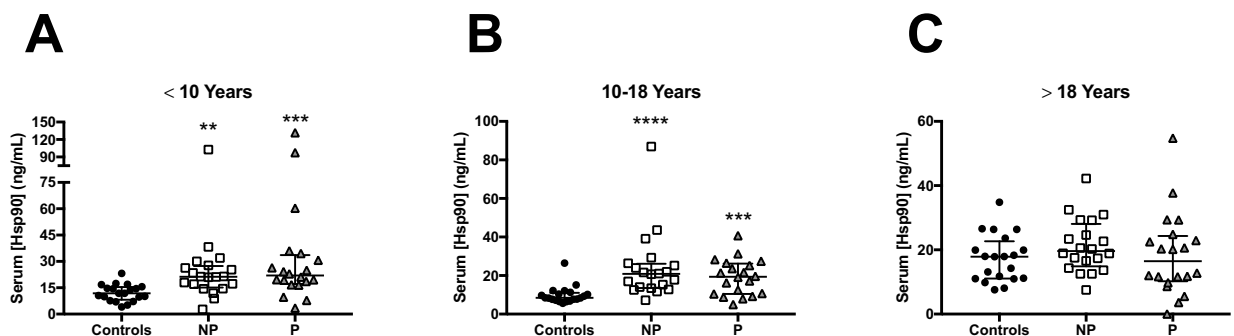 A
B
C
< 10 Years
10-18 Years
> 18 Years
Serum [Hsp90] (ng/mL)
150
120
90
75
60
45
30
15
0
**
***
Controls
NP
P
Serum [Hsp90] (ng/mL)
100
80
60
40
20
0
****
***
Controls
NP
P
Serum [Hsp90] (ng/mL)
60
40
20
0
Controls
NP
P